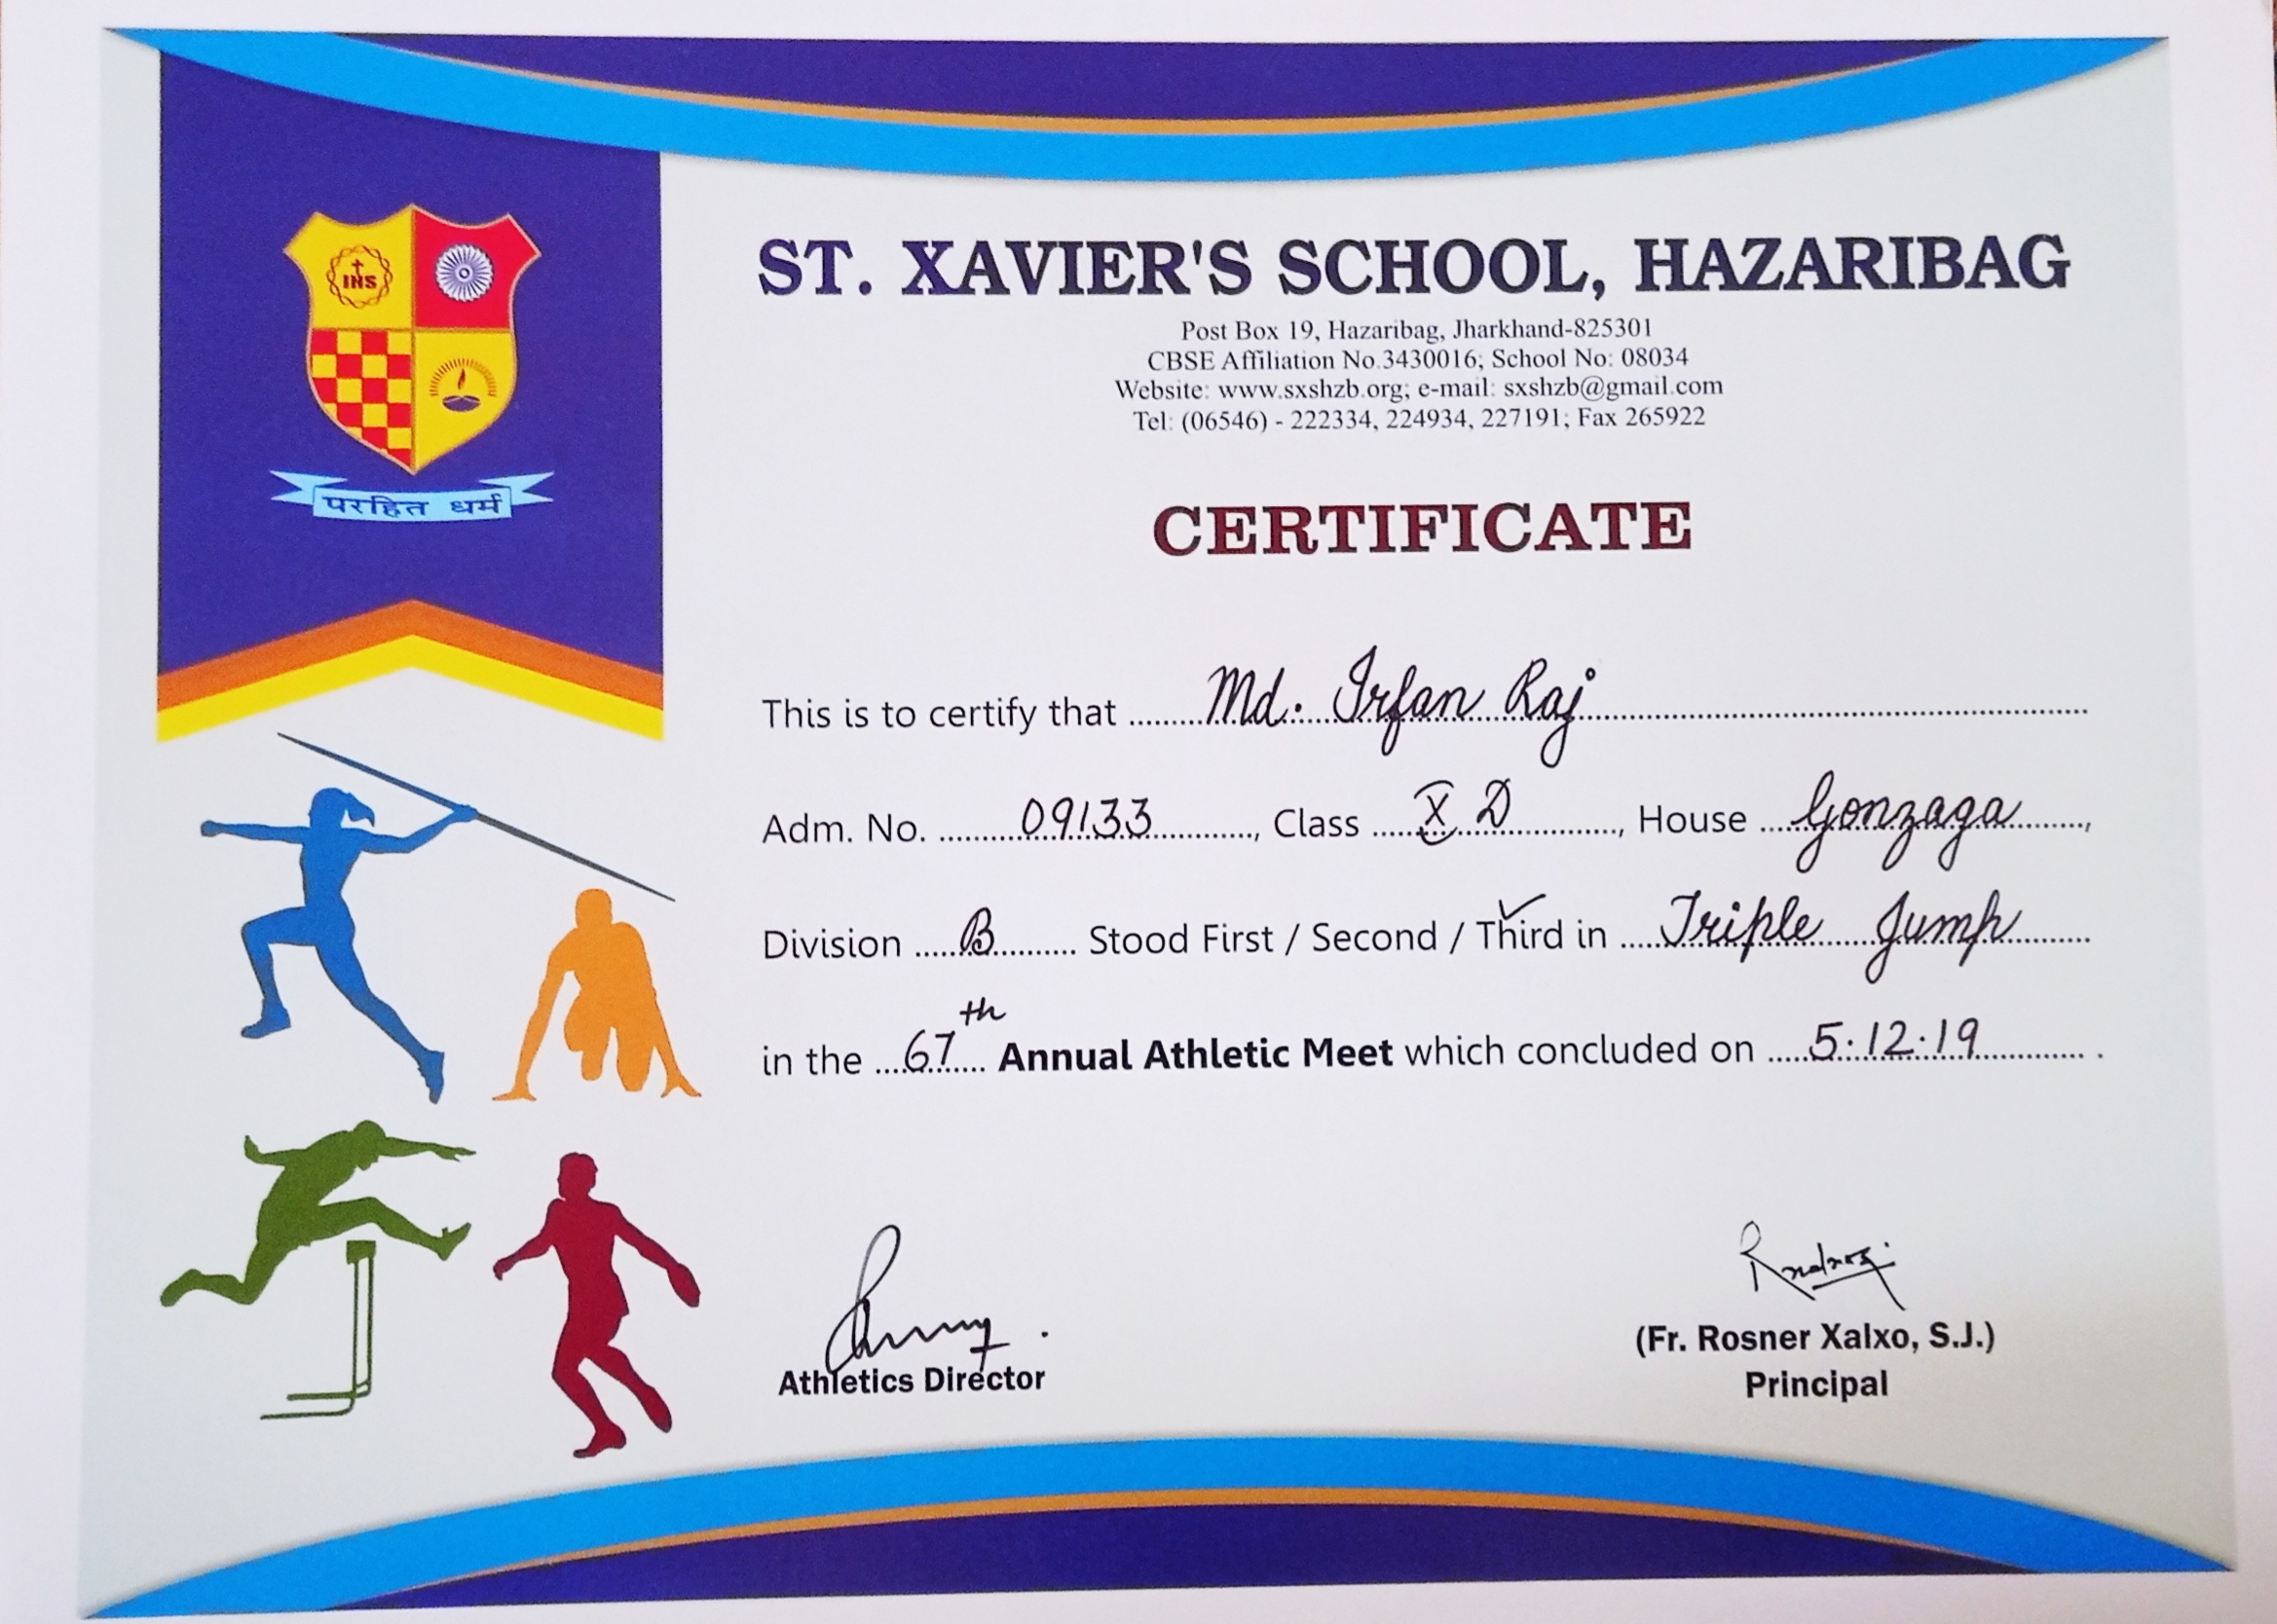 IHS
परहित धर्म
ST. XAVIER'S SCHOOL, HAZARIBAG
Post Box 19, Hazaribag, Jharkhand-825301
CBSE Affiliation No.3430016; School No: 08034
Website: www.sxshzb.org; e-mail: sxshzb@gmail.com
Tel: (06546) - 222334, 224934, 227191; Fax 265922
CERTIFICATE
This is to certify that Md. Irfan Raj
Adm. No. 09133, Class X D, House Gonzaga,
Division B Stood First / Second / Third in Triple Jump
in the 67th Annual Athletic Meet which concluded on 5.12.19.
Athletics Director
(Fr. Rosner Xalxo, S.J.)
Principal